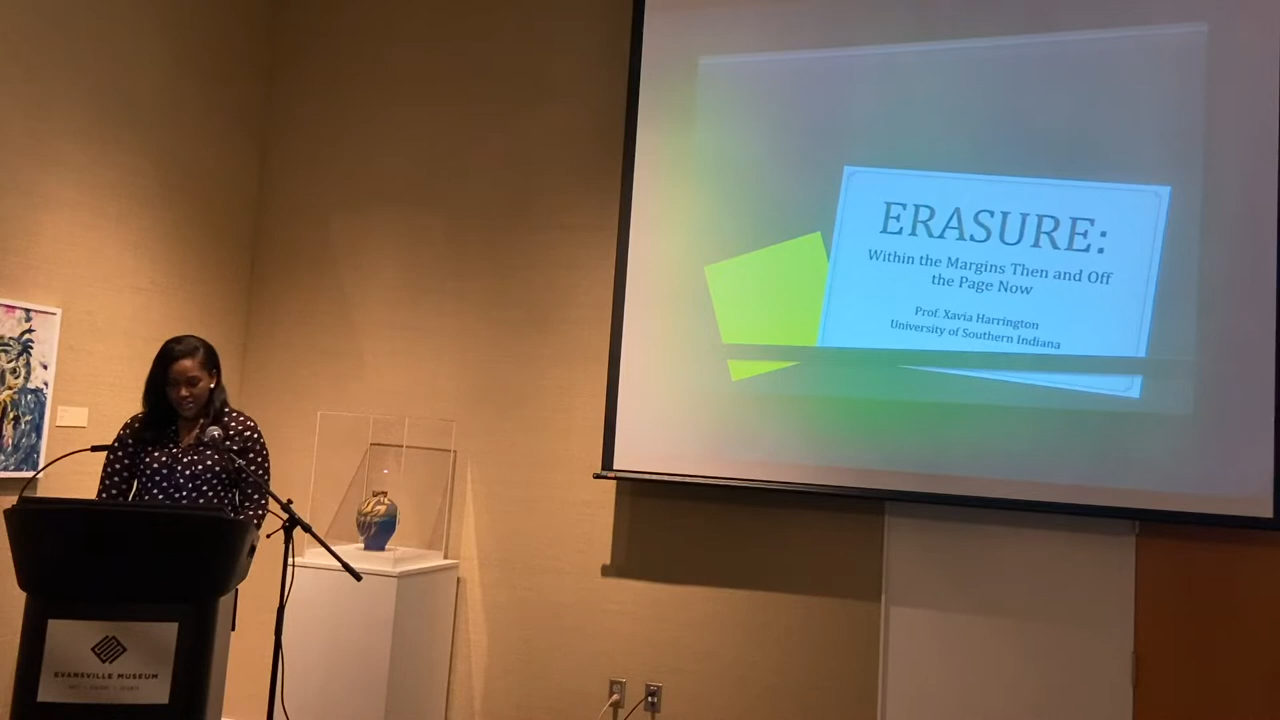 ERASURE:
Within the Margins Then and Off
the Page Now
Prof. Xavia Harrington
University of Southern Indiana
EVANSVILLE MUSEUM